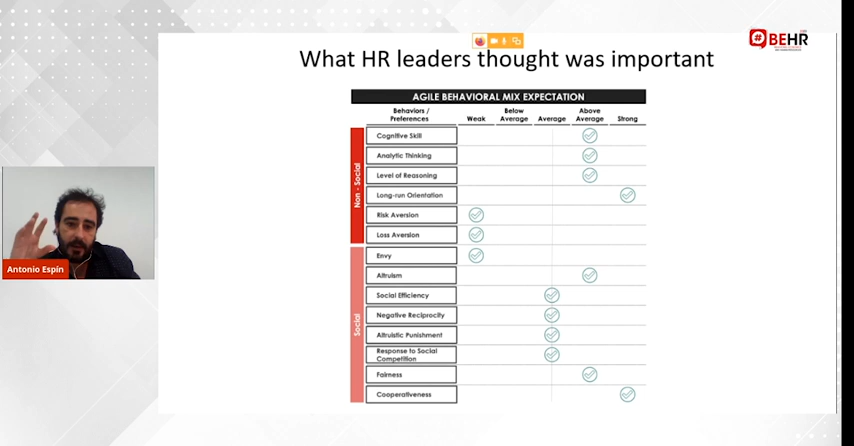 What HR leaders thought was important
#BEHR
AGILE BEHAVIORAL MIX EXPECTATION
Behaviors /
Preferences
Weak
Below
Average
Average
Above
Average
Strong
Non - Social
Cognitive Skill
Analytic Thinking
Level of Reasoning
Long-run Orientation
Risk Aversion
Loss Aversion
Social
Envy
Altruism
Social Efficiency
Negative Reciprocity
Altruistic Punishment
Response to Social
Competition
Fairness
Cooperativeness
Antonio Espín